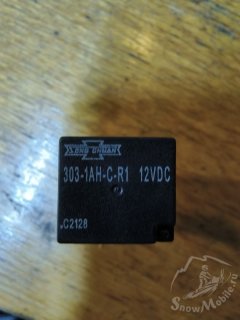 SONG CHUAN
303-1AH-C-R1 12VDC
.C2128
SnowMobile.ru